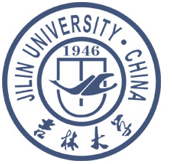 JILIN UNIVERSITY · CHINA
1946
吉林大学